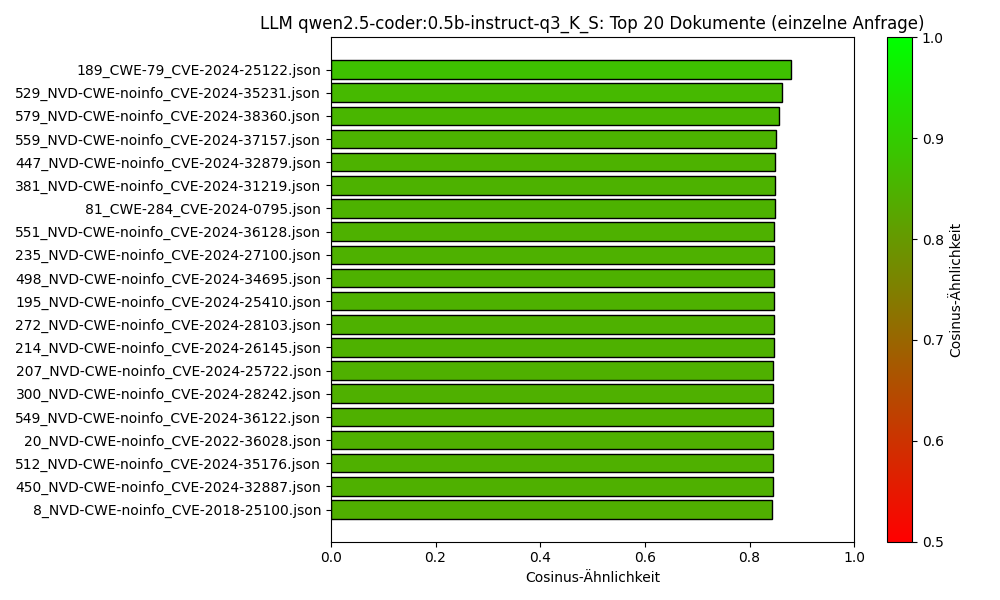 LLM qwen2.5-coder:0.5b-instruct-q3_K_S: Top 20 Dokumente (einzelne Anfrage)
189_CWE-79_CVE-2024-25122.json
529_NVD-CWE-noinfo_CVE-2024-35231.json
579_NVD-CWE-noinfo_CVE-2024-38360.json
559_NVD-CWE-noinfo_CVE-2024-37157.json
447_NVD-CWE-noinfo_CVE-2024-32879.json
381_NVD-CWE-noinfo_CVE-2024-31219.json
81_CWE-284_CVE-2024-0795.json
551_NVD-CWE-noinfo_CVE-2024-36128.json
235_NVD-CWE-noinfo_CVE-2024-27100.json
498_NVD-CWE-noinfo_CVE-2024-34695.json
195_NVD-CWE-noinfo_CVE-2024-25410.json
272_NVD-CWE-noinfo_CVE-2024-28103.json
214_NVD-CWE-noinfo_CVE-2024-26145.json
207_NVD-CWE-noinfo_CVE-2024-25722.json
300_NVD-CWE-noinfo_CVE-2024-28242.json
549_NVD-CWE-noinfo_CVE-2024-36122.json
20_NVD-CWE-noinfo_CVE-2022-36028.json
512_NVD-CWE-noinfo_CVE-2024-35176.json
450_NVD-CWE-noinfo_CVE-2024-32887.json
8_NVD-CWE-noinfo_CVE-2018-25100.json
0.0 0.2 0.4 0.6 0.8 1.0
Cosinus-Ähnlichkeit
1.0
0.9
0.8
0.7
0.6
0.5
Cosinus-Ähnlichkeit